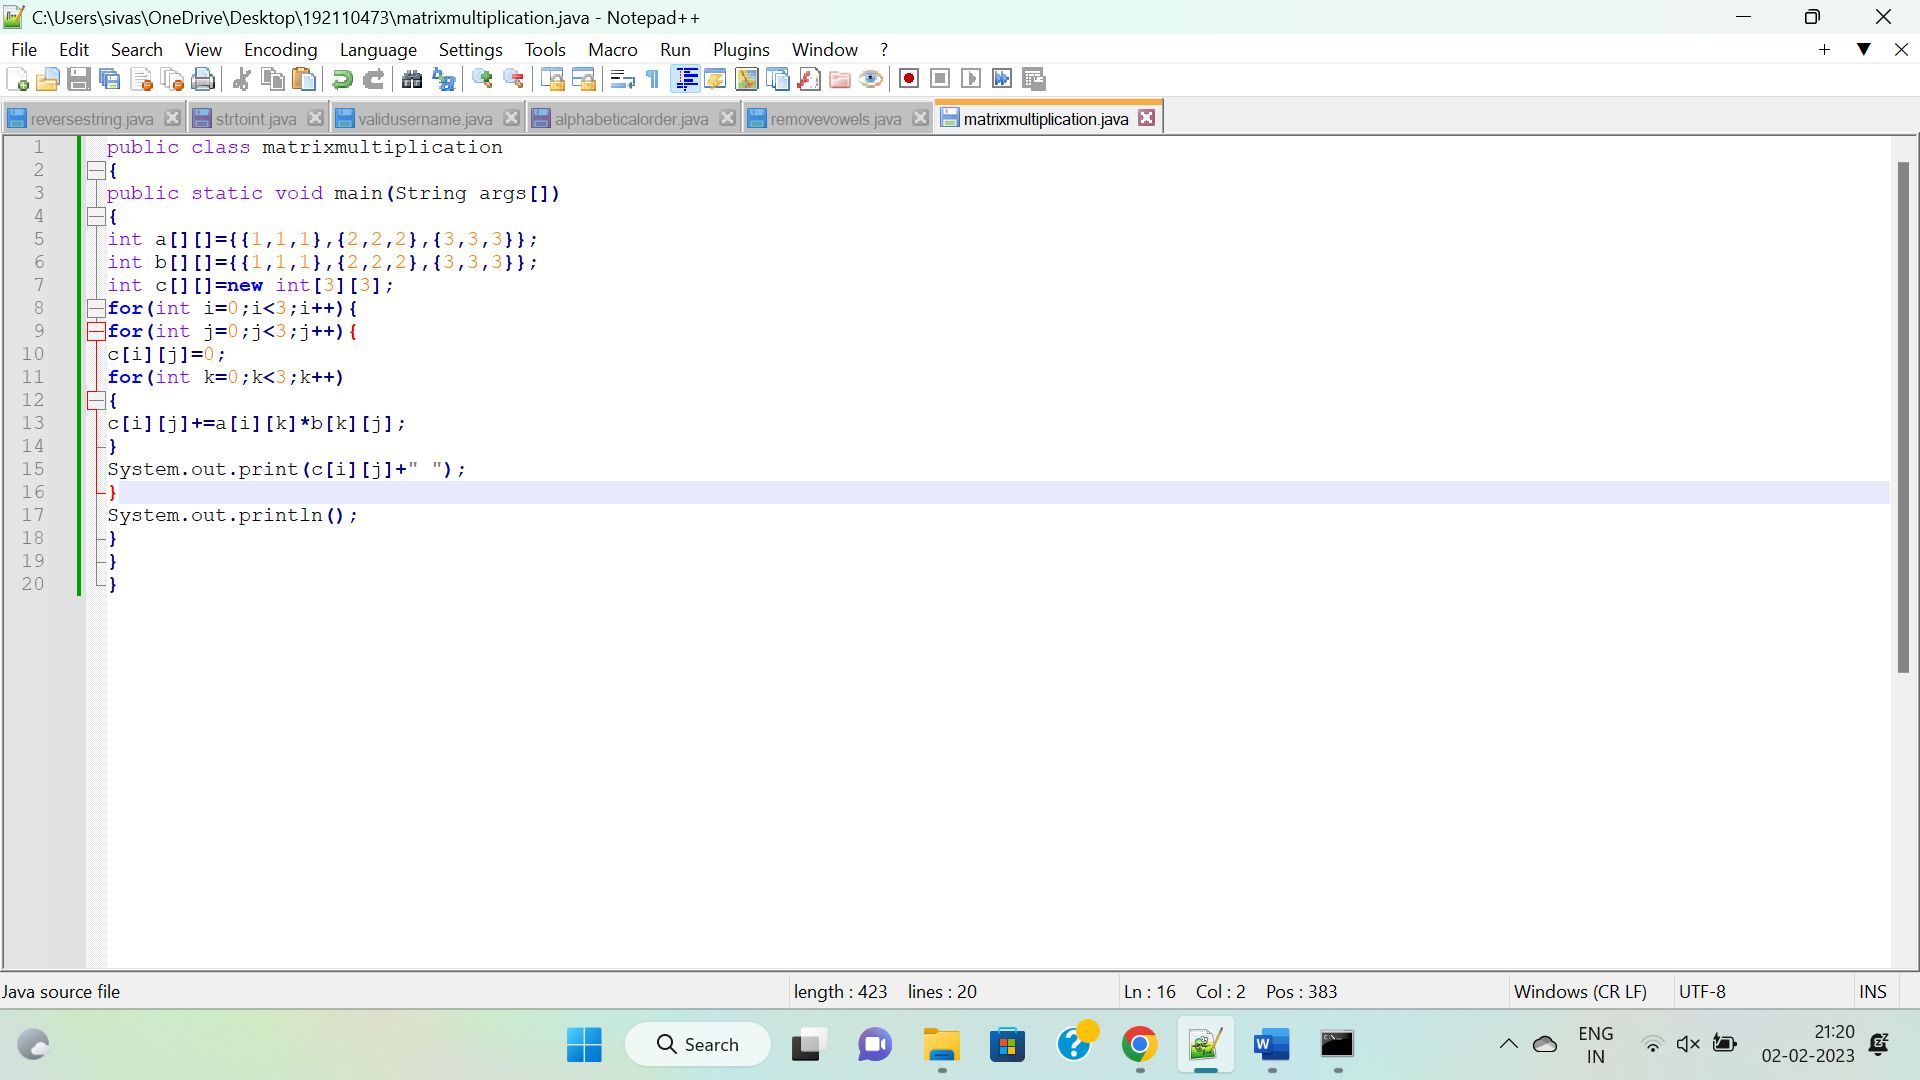 C:\Users\sivas\OneDrive\Desktop\192110473\matrixmultiplication.java - Notepad++
File Edit Search View Encoding Language Settings Tools Macro Run Plugins Window ?
reversestring.java strtoint.java validusername.java alphabeticalorder.java removevowels.java matrixmultiplication.java
1 public class matrixmultiplication
2 {
3 public static void main(String args[])
4 {
5 int a[][]={{1,1,1},{2,2,2},{3,3,3}};
6 int b[][]={{1,1,1},{2,2,2},{3,3,3}};
7 int c[][]=new int[3][3];
8 for(int i=0;i<3;i++){
9 for(int j=0;j<3;j++){
10 c[i][j]=0;
11 for(int k=0;k<3;k++)
12 {
13 c[i][j]+=a[i][k]*b[k][j];
14 }
15 System.out.print(c[i][j]+" ");
16 }
17 System.out.println();
18 }
19 }
20 }
Java source file length : 423 lines : 20 Ln : 16 Col : 2 Pos : 383 Windows (CR LF) UTF-8 INS
Search ENG 21:20
IN 02-02-2023